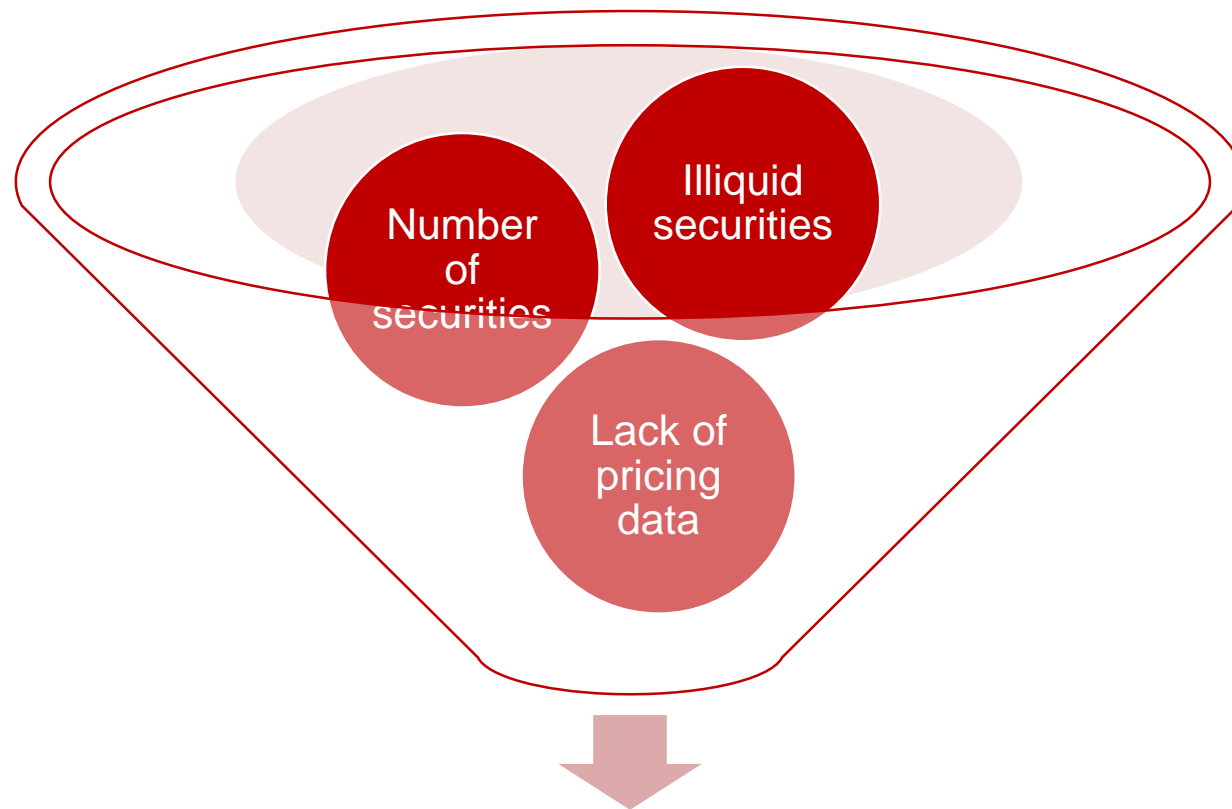 Number
of
securities
Illiquid
securities
Lack of
pricing
data